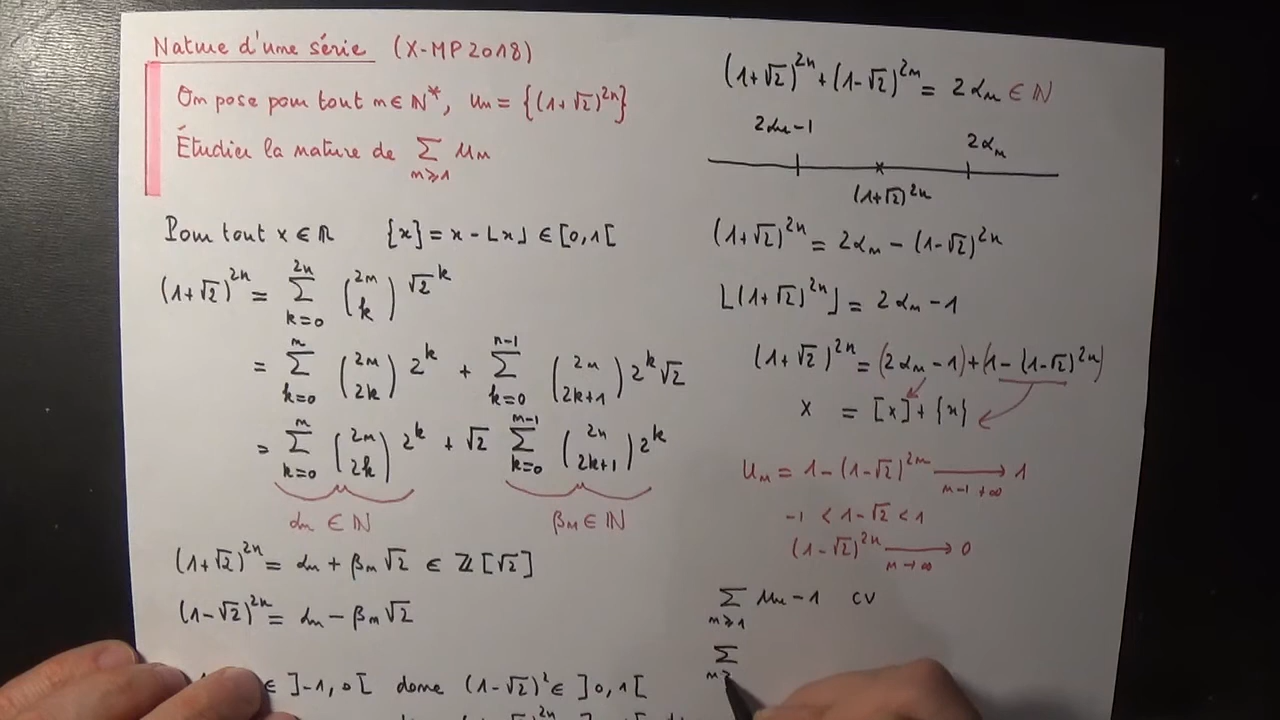 Nature d'une série (X-MP 2018)
On pose pour tout n ∈ ℕ*, uₙ = {(1+√2)²ⁿ}
Étudier la nature de ∑_{n≥1} uₙ
Pour tout x ∈ ℝ {x} = x - ⌊x⌋ ∈ [0,1[
(1+√2)²ⁿ = ∑_{k=0}^{2n} (2n k) √2^k
= ∑_{k=0}^{n} (2n 2k) 2^k + ∑_{k=0}^{n-1} (2n 2k+1) 2^k √2
= ∑_{k=0}^{n} (2n 2k) 2^k + √2 ∑_{k=0}^{n-1} (2n 2k+1) 2^k
αₙ ∈ ℕ βₙ ∈ ℕ
(1+√2)²ⁿ = αₙ + βₙ√2 ∈ ℤ[√2]
(1-√2)²ⁿ = αₙ - βₙ√2
∈ ]-1,0[ donc (1-√2)² ∈ ]0,1[
(1+√2)²ⁿ + (1-√2)²ⁿ = 2αₙ ∈ ℕ
2αₙ-1 2αₙ
(1+√2)²ⁿ
(1+√2)²ⁿ = 2αₙ - (1-√2)²ⁿ
⌊(1+√2)²ⁿ⌋ = 2αₙ - 1
(1+√2)²ⁿ = (2αₙ-1) + (1-(1-√2)²ⁿ)
x = [x] + {x}
uₙ = 1-(1-√2)²ⁿ ⟶ 1
n→+∞
-1 < 1-√2 < 1
(1-√2)²ⁿ ⟶ 0
n→∞
∑_{n≥1} uₙ-1 CV
∑_{n≥